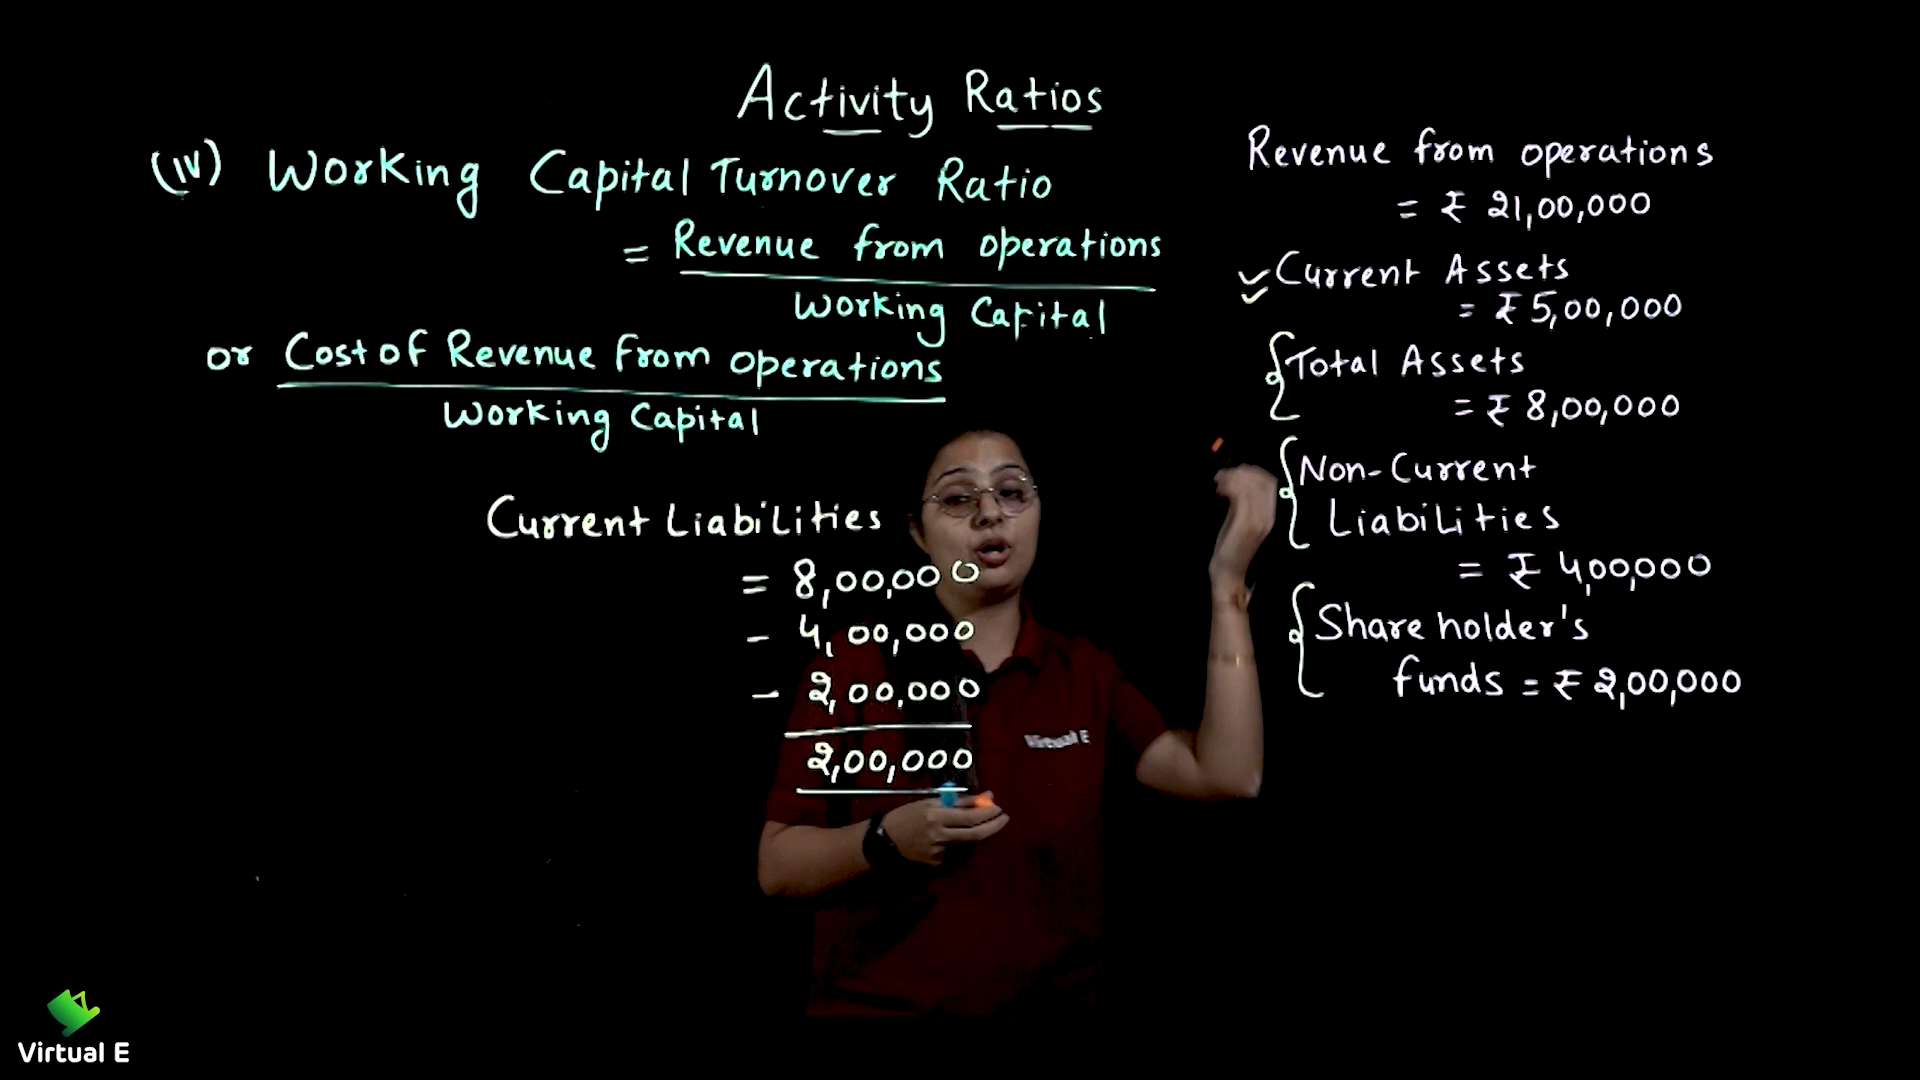 Activity Ratios
(iv) Working Capital Turnover Ratio
= Revenue from operations
Working Capital
or Cost of Revenue from operations
Working Capital
Current Liabilities
= 8,00,000
- 4,00,000
- 2,00,000
2,00,000
Revenue from operations
= ₹ 21,00,000
Current Assets
= ₹ 5,00,000
Total Assets
= ₹ 8,00,000
Non-Current
Liabilities
= ₹ 4,00,000
Share holder's
funds = ₹ 2,00,000
Virtual E
Virtual E